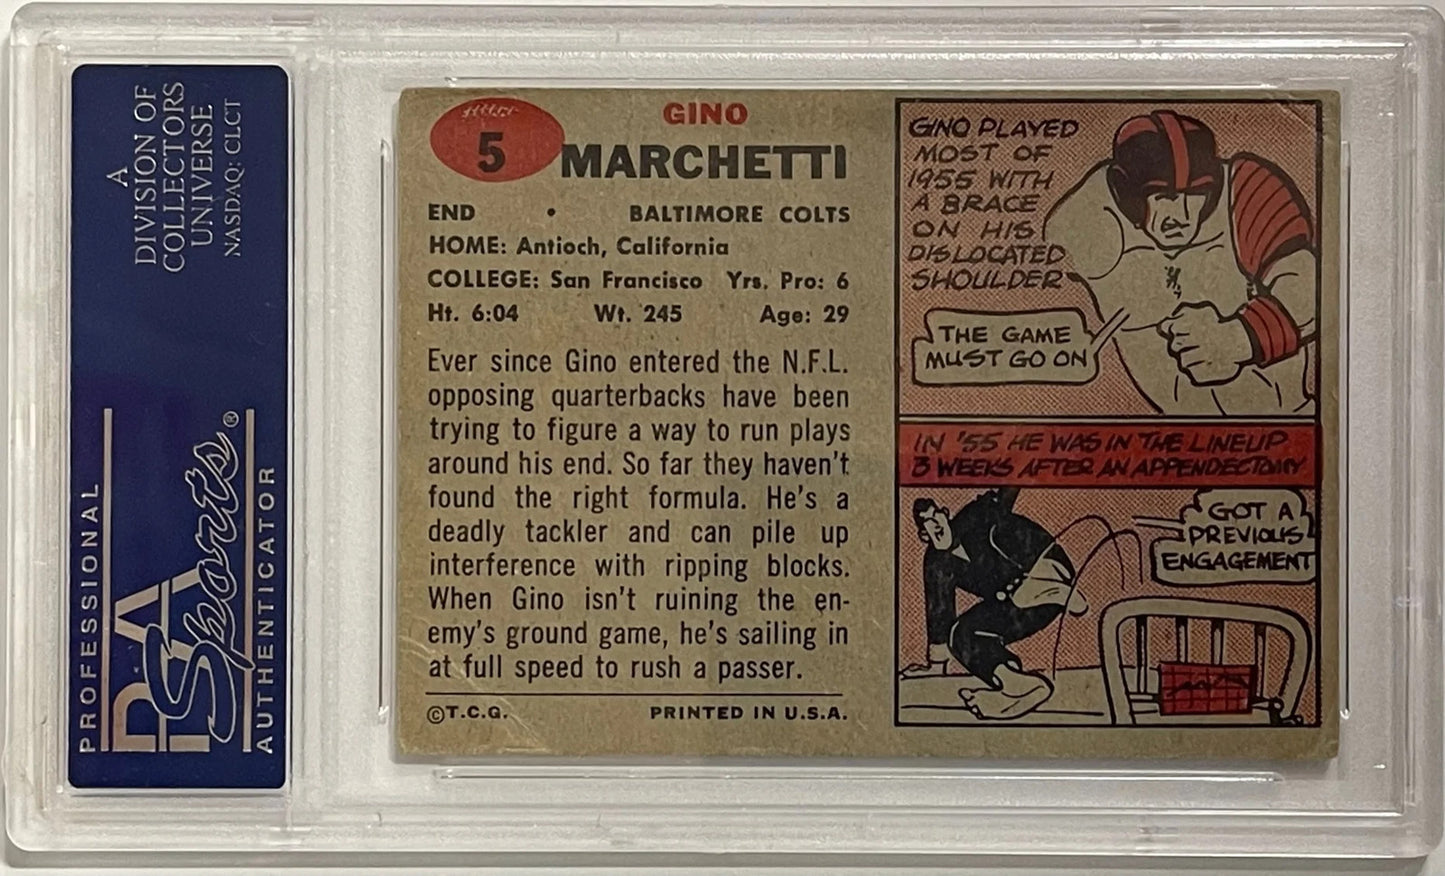 A
DIVISION OF
COLLECTORS
UNIVERSE
NASDAQ: CLCT
PROFESSIONAL
PSA
Sports®
AUTHENTICATOR
5
GINO
MARCHETTI
END • BALTIMORE COLTS
HOME: Antioch, California
COLLEGE: San Francisco Yrs. Pro: 6
Ht. 6:04 Wt. 245 Age: 29
Ever since Gino entered the N.F.L.
opposing quarterbacks have been
trying to figure a way to run plays
around his end. So far they haven't
found the right formula. He's a
deadly tackler and can pile up
interference with ripping blocks.
When Gino isn't ruining the en-
emy's ground game, he's sailing in
at full speed to rush a passer.
©T.C.G. PRINTED IN U.S.A.
GINO PLAYED
MOST OF
1955 WITH
A BRACE
ON HIS
DISLOCATED
SHOULDER
THE GAME
MUST GO ON
IN '55 HE WAS IN THE LINEUP
3 WEEKS AFTER AN APPENDECTOMY
GOT A
PREVIOUS
ENGAGEMENT